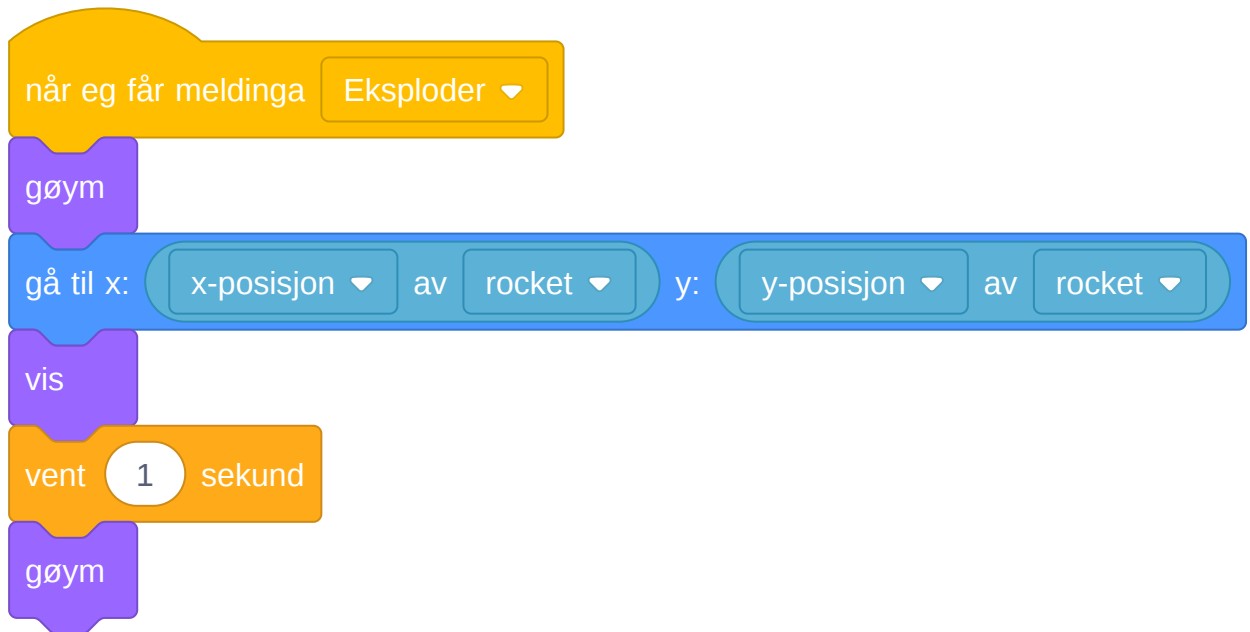 når eg får meldinga Eksploder
gøym
gå til x: x-posisjon av rocket y: y-posisjon av rocket
vis
vent 1 sekund
gøym